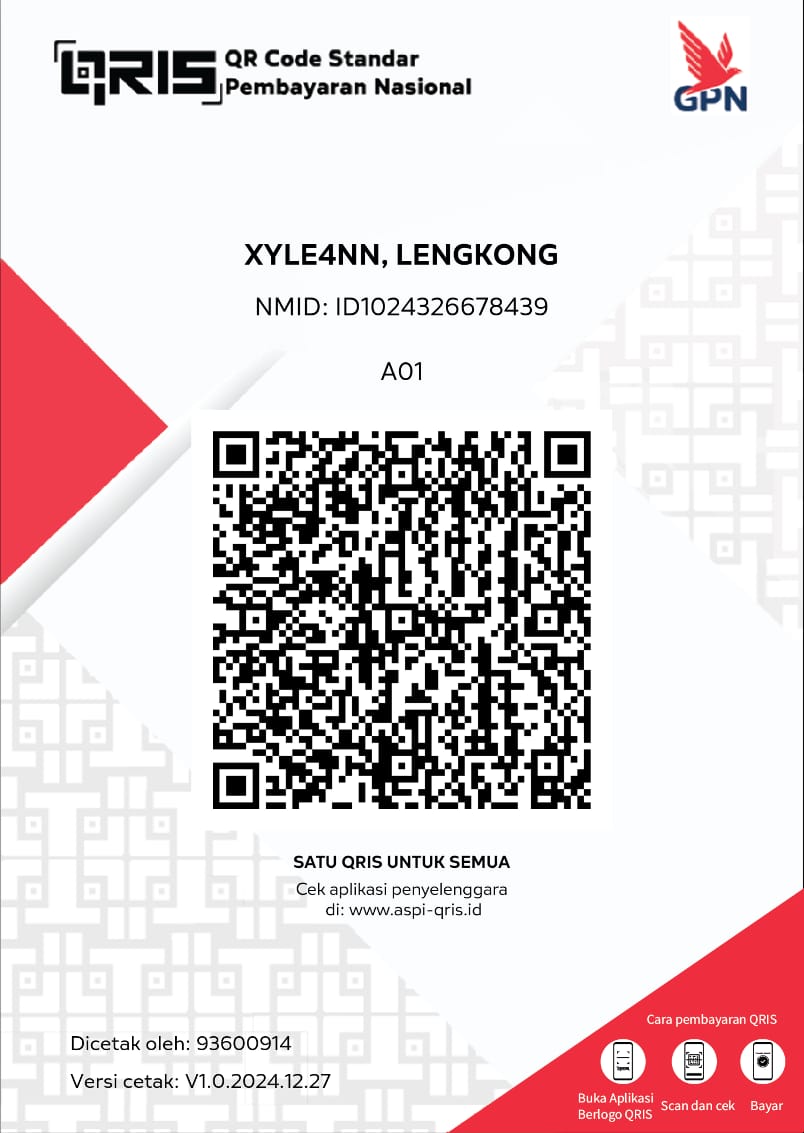 QRIS
QR Code Standar
Pembayaran Nasional
GPN
XYLE4NN, LENGKONG
NMID: ID1024326678439
A01
SATU QRIS UNTUK SEMUA
Cek aplikasi penyelenggara
di: www.aspi-qris.id
Dicetak oleh: 93600914
Versi cetak: V1.0.2024.12.27
Cara pembayaran QRIS
Buka Aplikasi
Berlogo QRIS
Scan dan cek
Bayar